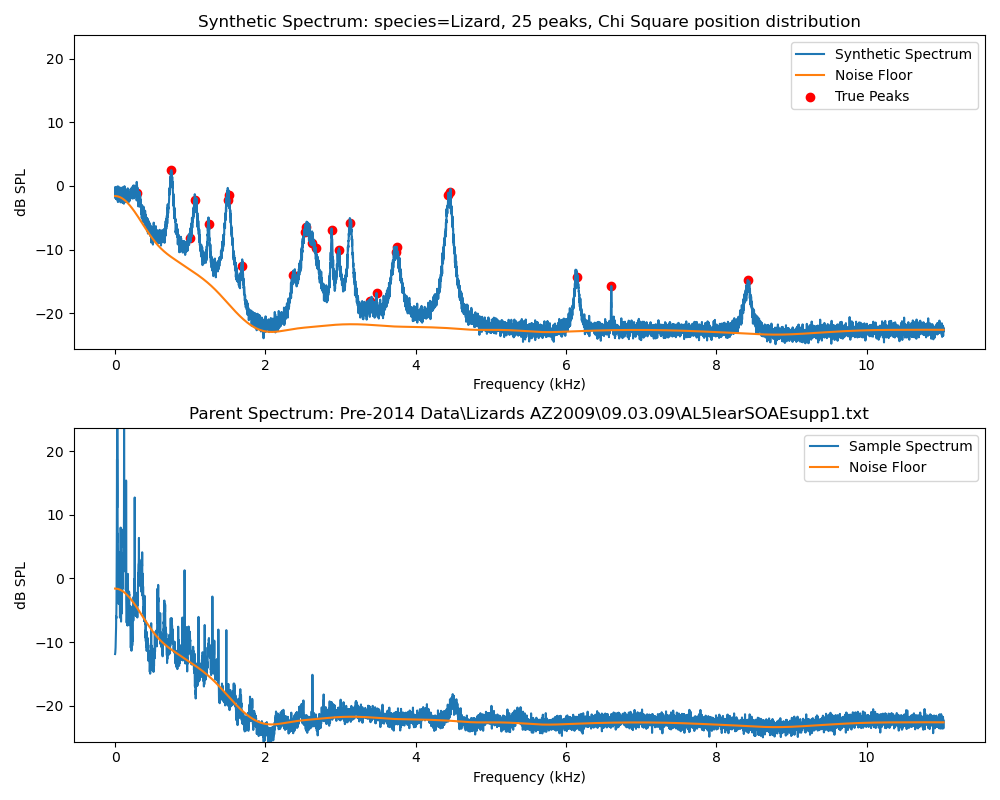 Synthetic Spectrum: species=Lizard, 25 peaks, Chi Square position distribution
dB SPL
20
10
0
−10
−20
Synthetic Spectrum
Noise Floor
True Peaks
0 2 4 6 8 10
Frequency (kHz)
Parent Spectrum: Pre-2014 Data\Lizards AZ2009\09.03.09\AL5learSOAEsupp1.txt
dB SPL
20
10
0
−10
−20
Sample Spectrum
Noise Floor
0 2 4 6 8 10
Frequency (kHz)